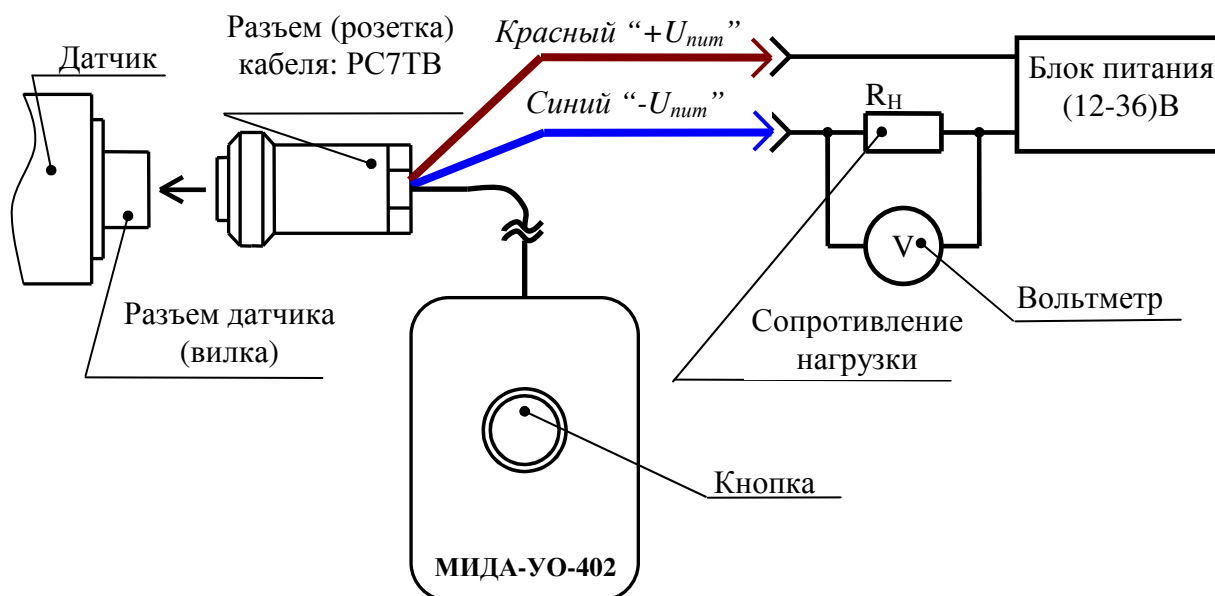 Датчик
Разъем (розетка)
кабеля: РС7ТВ
Красный “+Uпит”
Синий “-Uпит”
RН
Блок питания
(12-36)В
V
Вольтметр
Разъем датчика
(вилка)
Сопротивление
нагрузки
Кнопка
МИДА-УО-402